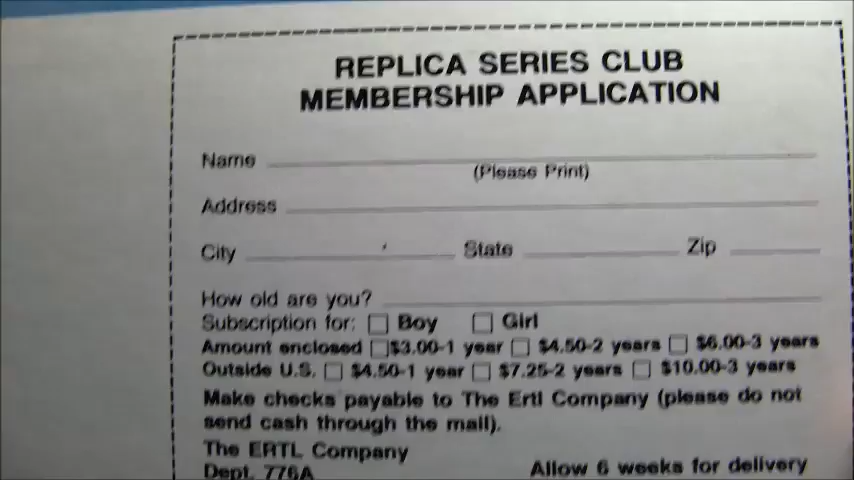 REPLICA SERIES CLUB
MEMBERSHIP APPLICATION
Name
(Please Print)
Address
City State Zip
How old are you?
Subscription for: Boy Girl
Amount enclosed $3.00-1 year $4.50-2 years $6.00-3 years
Outside U.S. $4.50-1 year $7.25-2 years $10.00-3 years
Make checks payable to The Ertl Company (please do not
send cash through the mail).
The ERTL Company
Dept. 776A Allow 6 weeks for delivery